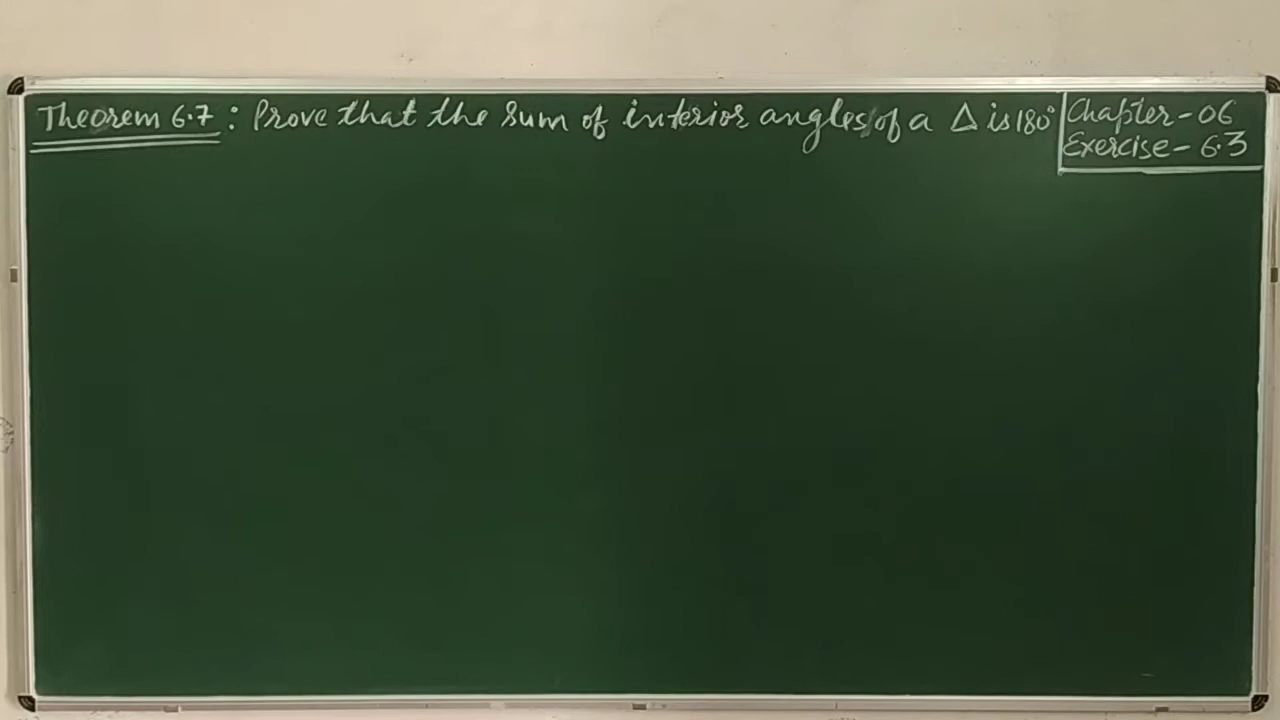 Theorem 6.7 : Prove that the sum of interior angles of a Δ is 180°
Chapter - 06
Exercise - 6.3